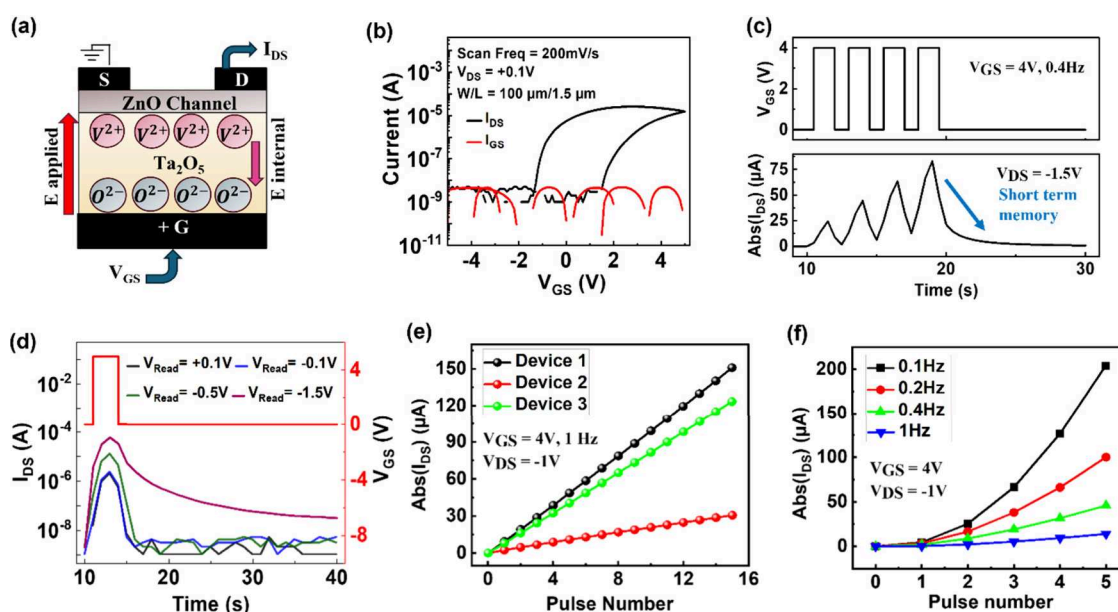 (a)
I_DS
S
D
ZnO Channel
V²⁺ V²⁺ V²⁺ V²⁺
E applied
Ta₂O₅
E internal
O²⁻ O²⁻ O²⁻ O²⁻
+ G
V_GS
(b)
Scan Freq = 200mV/s
V_DS = +0.1V
W/L = 100 μm/1.5 μm
I_DS
I_GS
Current (A)
10⁻³
10⁻⁵
10⁻⁷
10⁻⁹
10⁻¹¹
-4 -2 0 2 4
V_GS (V)
(c)
V_GS (V)
4
2
0
V_GS = 4V, 0.4Hz
Abs(I_DS) (μA)
75
50
25
0
V_DS = -1.5V
Short term
memory
10 20 30
Time (s)
(d)
V_Read= +0.1V V_Read= -0.1V
V_Read= -0.5V V_Read= -1.5V
I_DS (A)
10⁻²
10⁻⁴
10⁻⁶
10⁻⁸
V_GS (V)
4
0
-4
-8
10 20 30 40
Time (s)
(e)
Abs(I_DS) (μA)
150
120
90
60
30
0
Device 1
Device 2
Device 3
V_GS = 4V, 1 Hz
V_DS = -1V
0 2 4 6 8 10 12 14 16
Pulse Number
(f)
Abs(I_DS) (μA)
200
150
100
50
0
0.1Hz
0.2Hz
0.4Hz
1Hz
V_GS = 4V
V_DS = -1V
0 1 2 3 4 5
Pulse number